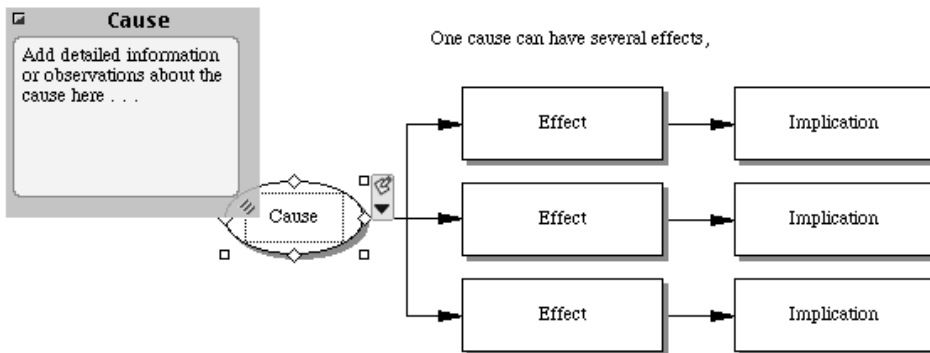 Cause
Add detailed information
or observations about the
cause here . . .
One cause can have several effects,
Cause
Effect
Implication
Effect
Implication
Effect
Implication